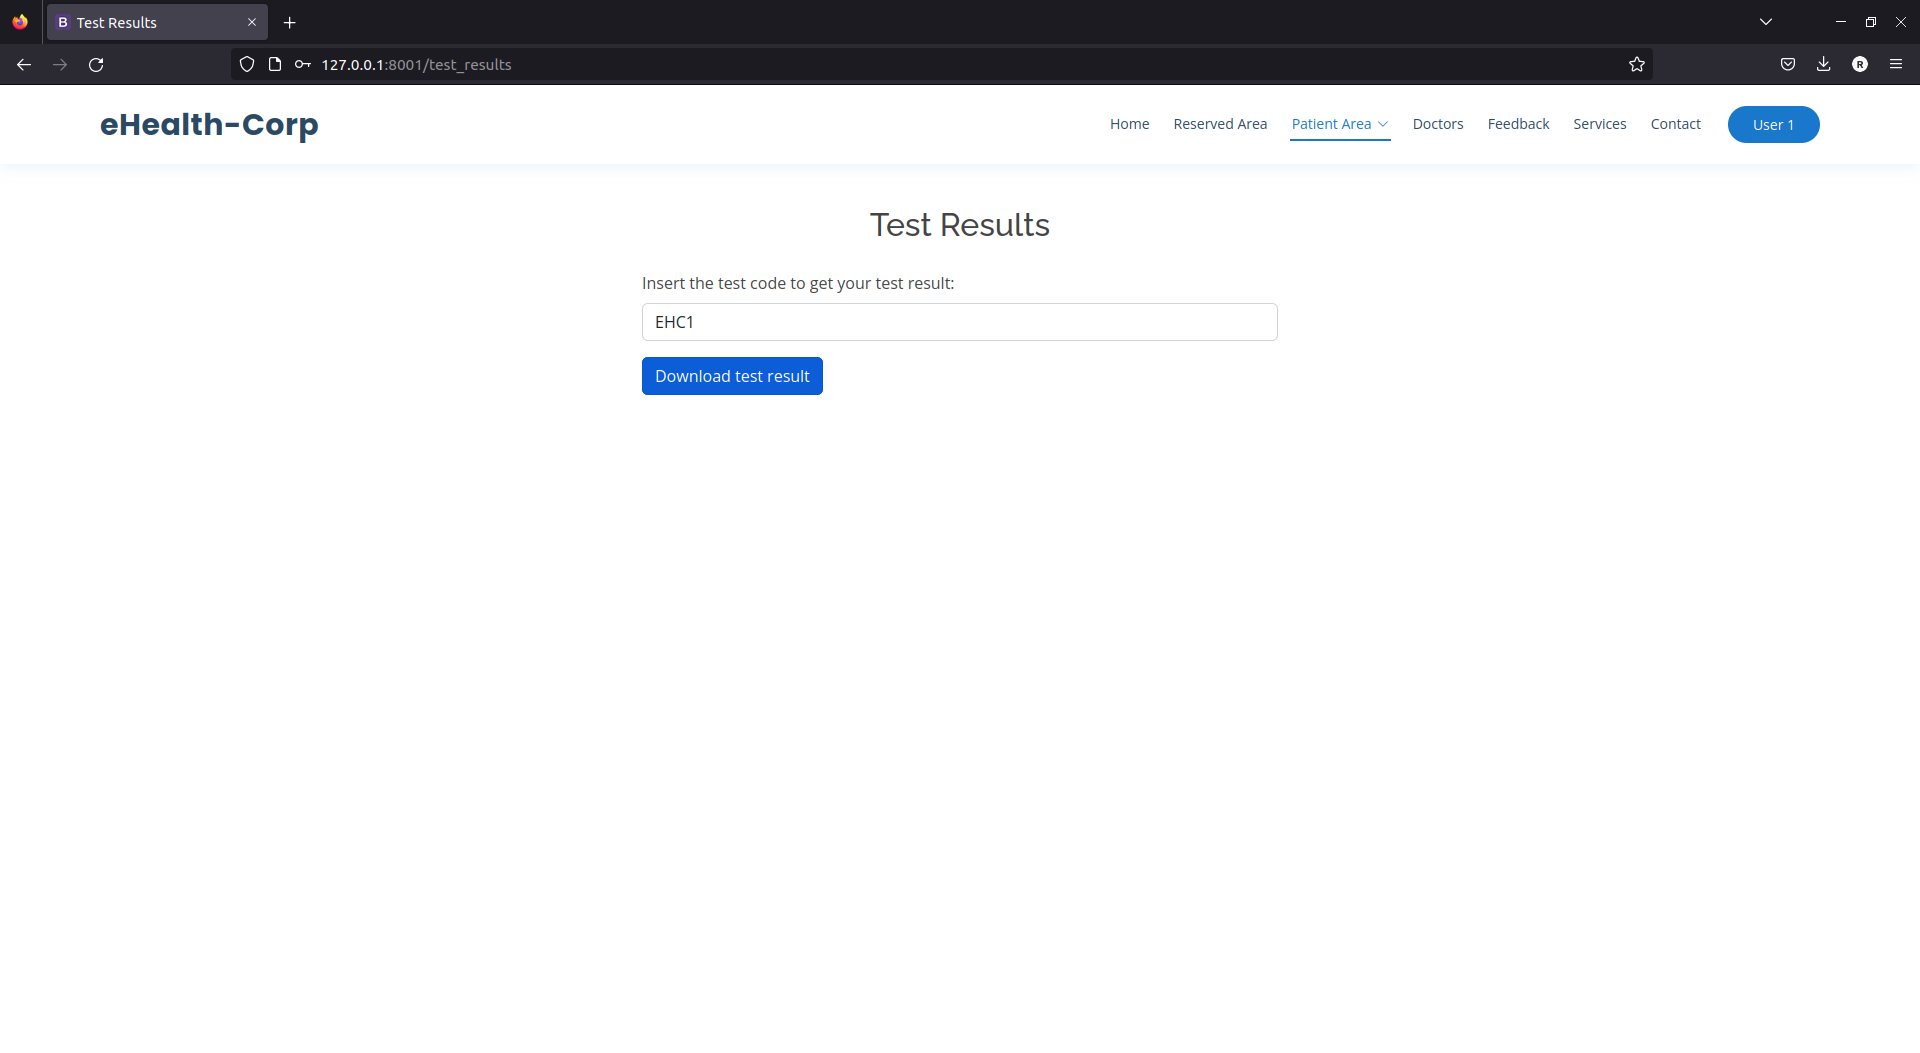 Test Results
127.0.0.1:8001/test_results
eHealth-Corp
Home Reserved Area Patient Area Doctors Feedback Services Contact User 1
Test Results
Insert the test code to get your test result:
EHC1
Download test result